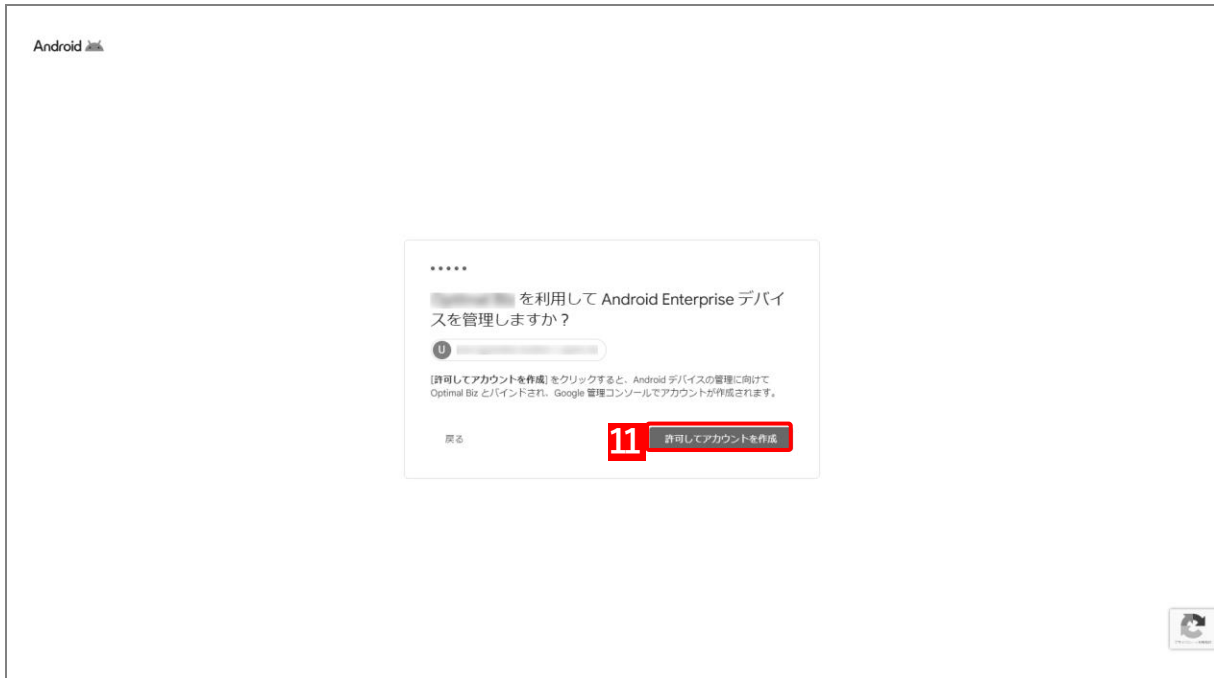 Android
を利用して Android Enterprise デバイ
スを管理しますか？
U
[許可してアカウントを作成] をクリックすると、Android デバイスの管理に向けて
Optimal Biz とバインドされ、Google 管理コンソールでアカウントが作成されます。
戻る
11
許可してアカウントを作成